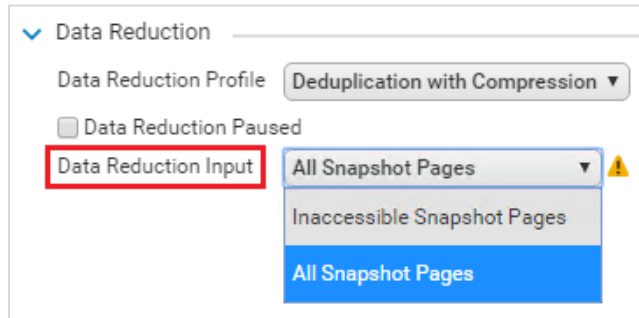 Data Reduction
Data Reduction Profile Deduplication with Compression
Data Reduction Paused
Data Reduction Input All Snapshot Pages
Inaccessible Snapshot Pages
All Snapshot Pages